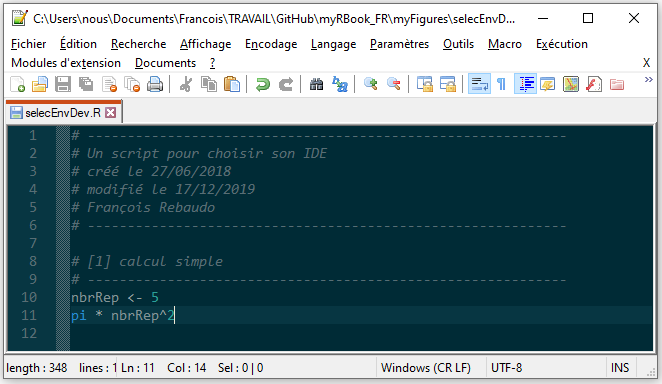 C:\Users\nous\Documents\Francois\TRAVAIL\GitHub\myRBook_FR\myFigures\selecEnvD...
Fichier Édition Recherche Affichage Encodage Langage Paramètres Outils Macro Exécution
Modules d'extension Documents ? X
selecEnvDev.R
1 # ----------------------------------------------------------
2 # Un script pour choisir son IDE
3 # créé le 27/06/2018
4 # modifié le 17/12/2019
5 # François Rebaudo
6 # ----------------------------------------------------------
7
8 # [1] calcul simple
9 # ----------------------------------------------------------
10 nbrRep <- 5
11 pi * nbrRep^2
12
length : 348 lines : 1 Ln : 11 Col : 14 Sel : 0 | 0 Windows (CR LF) UTF-8 INS